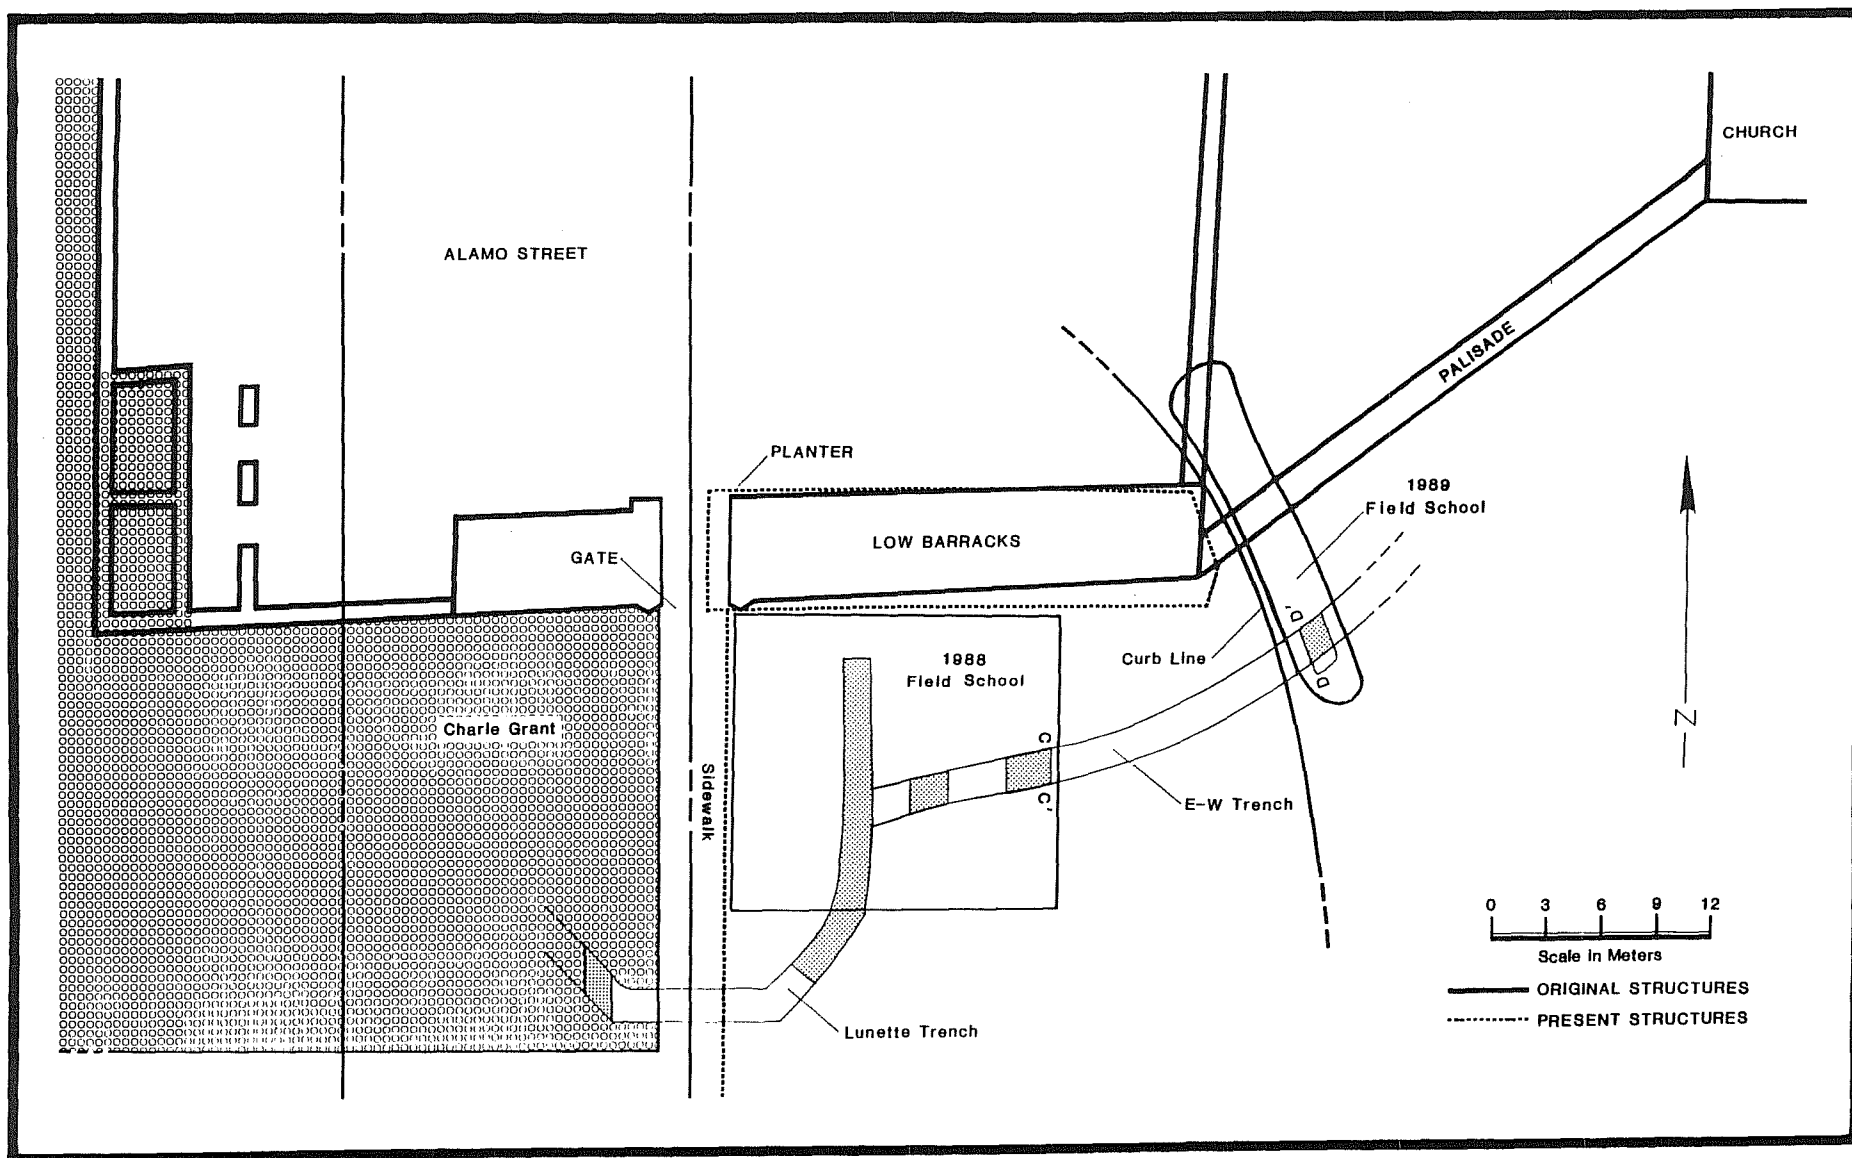 CHURCH
ALAMO STREET
PALISADE
PLANTER
1989
Field School
LOW BARRACKS
GATE
D'
Curb Line
1988
Field School
D
Charle Grant
C
Sidewalk
C'
E-W Trench
N
0 3 6 9 12
Scale In Meters
ORIGINAL STRUCTURES
PRESENT STRUCTURES
Lunette Trench